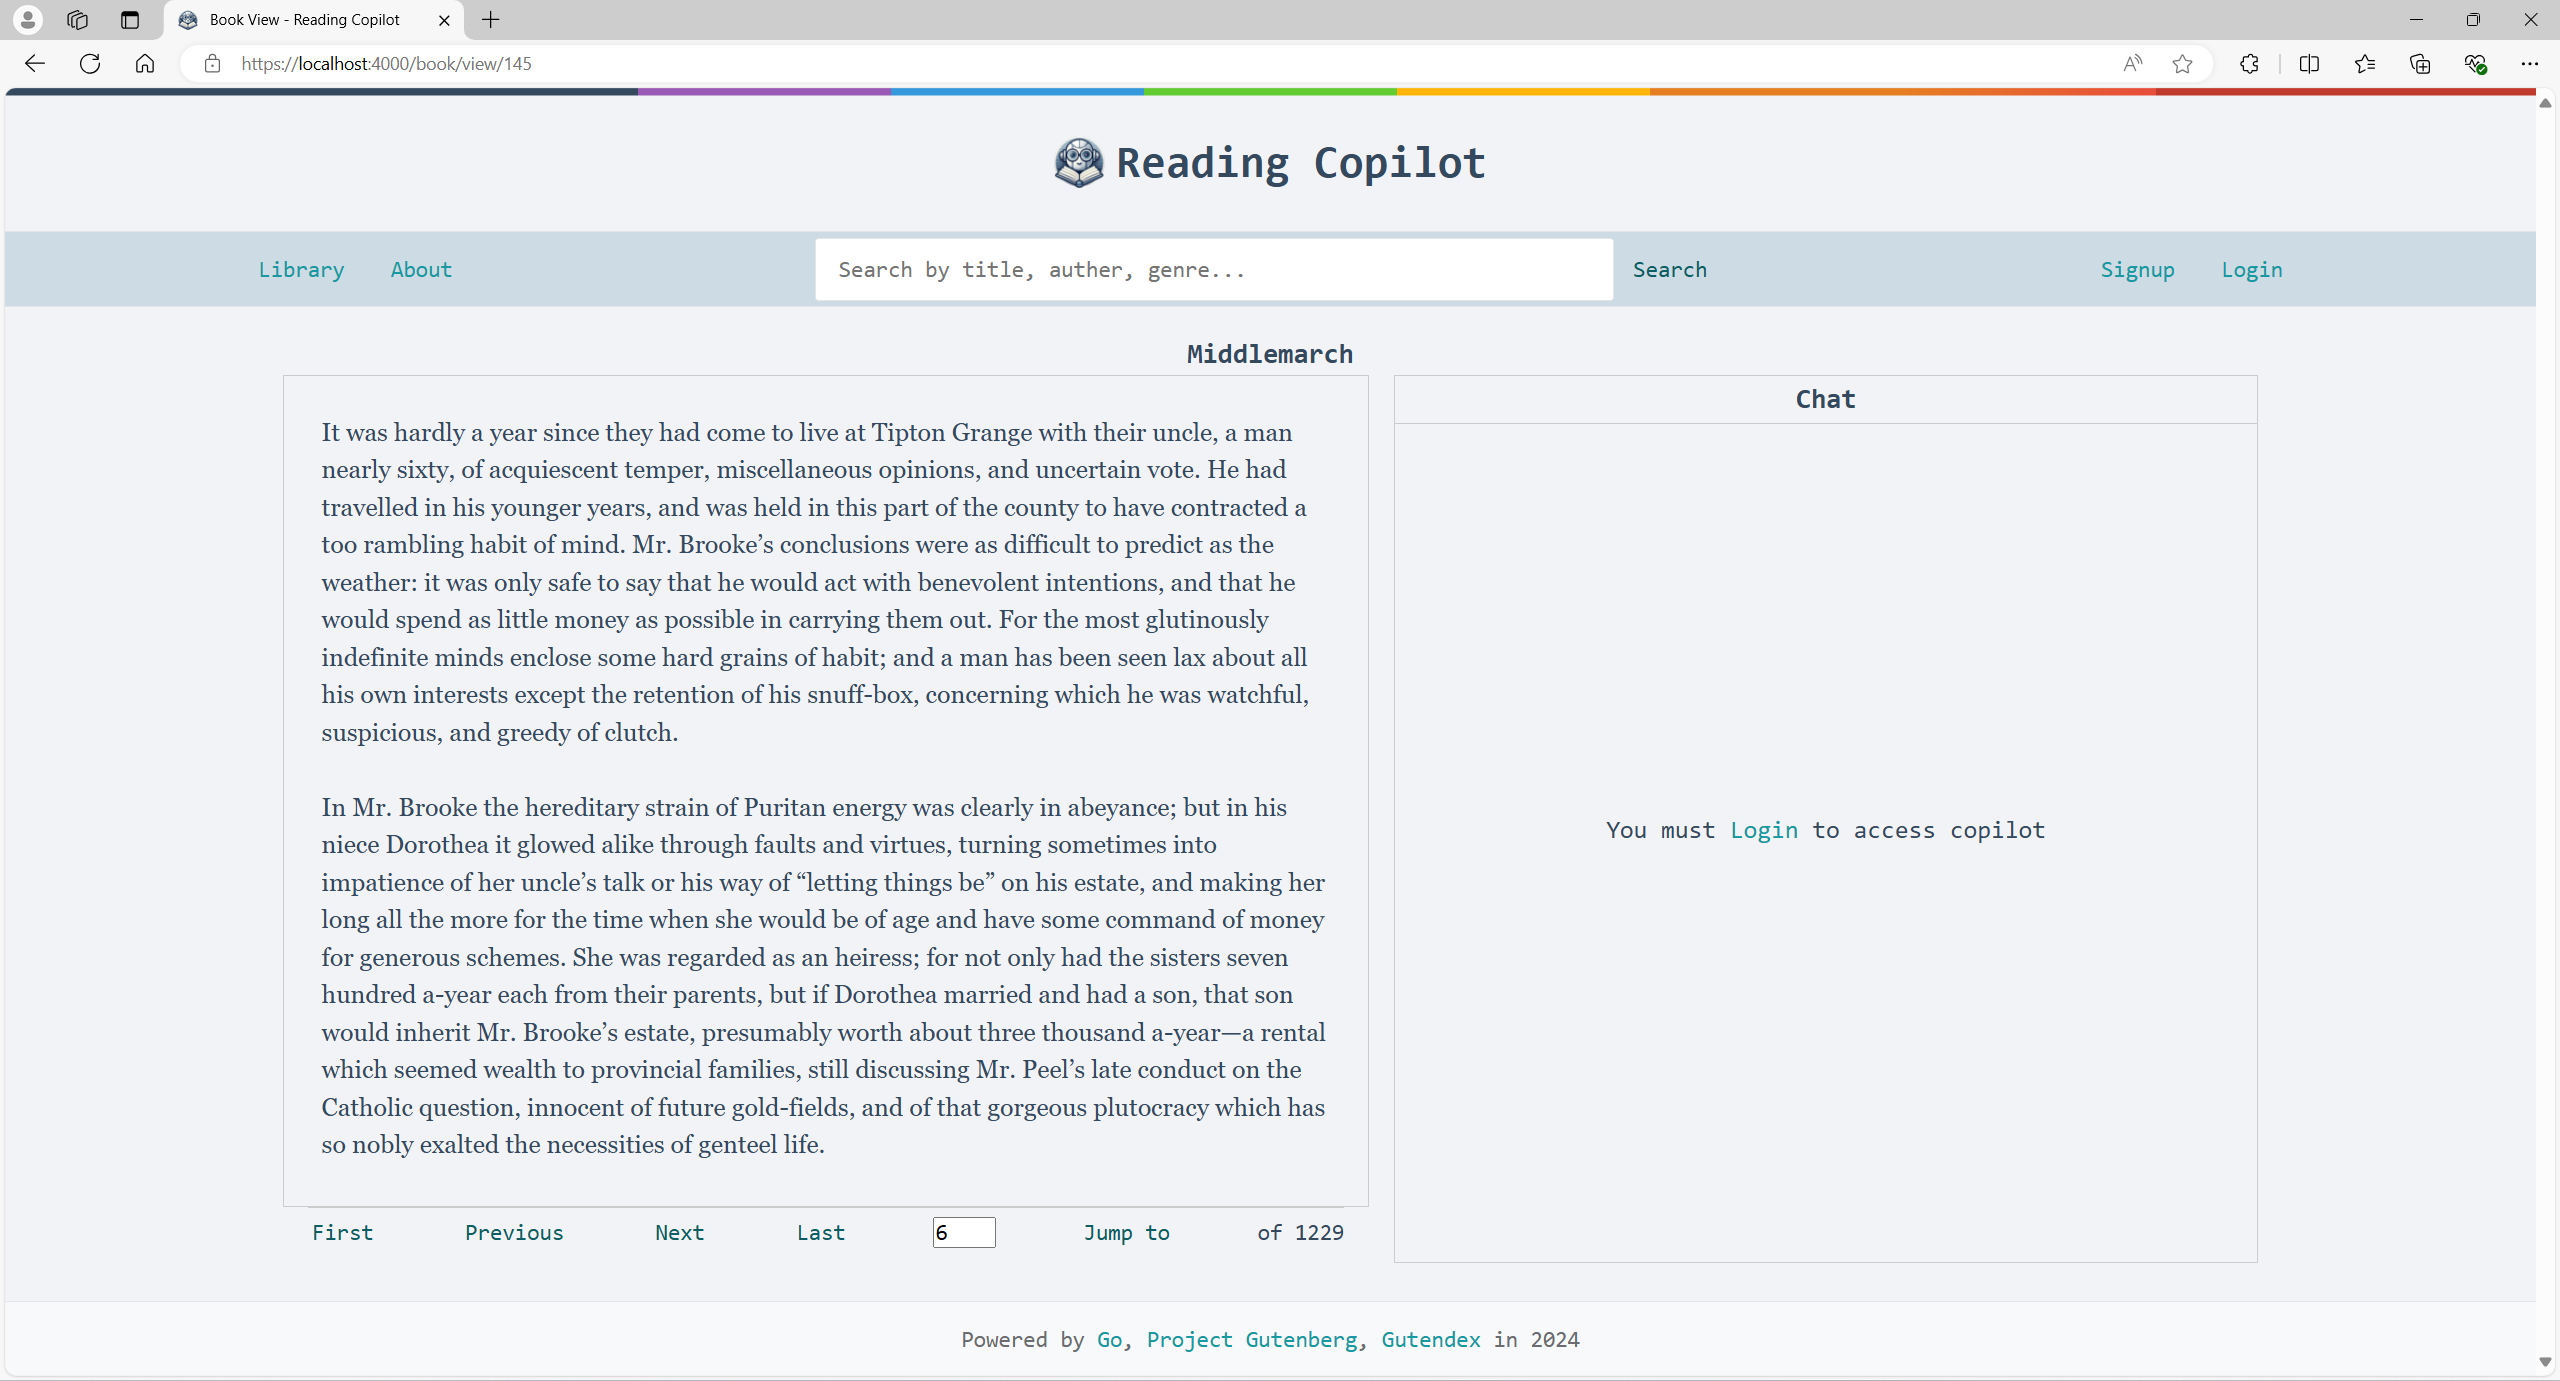 Book View - Reading Copilot
https://localhost:4000/book/view/145
Reading Copilot
Library About Search by title, auther, genre... Search Signup Login
Middlemarch
It was hardly a year since they had come to live at Tipton Grange with their uncle, a man
nearly sixty, of acquiescent temper, miscellaneous opinions, and uncertain vote. He had
travelled in his younger years, and was held in this part of the county to have contracted a
too rambling habit of mind. Mr. Brooke’s conclusions were as difficult to predict as the
weather: it was only safe to say that he would act with benevolent intentions, and that he
would spend as little money as possible in carrying them out. For the most glutinously
indefinite minds enclose some hard grains of habit; and a man has been seen lax about all
his own interests except the retention of his snuff-box, concerning which he was watchful,
suspicious, and greedy of clutch.
In Mr. Brooke the hereditary strain of Puritan energy was clearly in abeyance; but in his
niece Dorothea it glowed alike through faults and virtues, turning sometimes into
impatience of her uncle’s talk or his way of “letting things be” on his estate, and making her
long all the more for the time when she would be of age and have some command of money
for generous schemes. She was regarded as an heiress; for not only had the sisters seven
hundred a-year each from their parents, but if Dorothea married and had a son, that son
would inherit Mr. Brooke’s estate, presumably worth about three thousand a-year—a rental
which seemed wealth to provincial families, still discussing Mr. Peel’s late conduct on the
Catholic question, innocent of future gold-fields, and of that gorgeous plutocracy which has
so nobly exalted the necessities of genteel life.
First Previous Next Last 6 Jump to of 1229
Chat
You must Login to access copilot
Powered by Go, Project Gutenberg, Gutendex in 2024